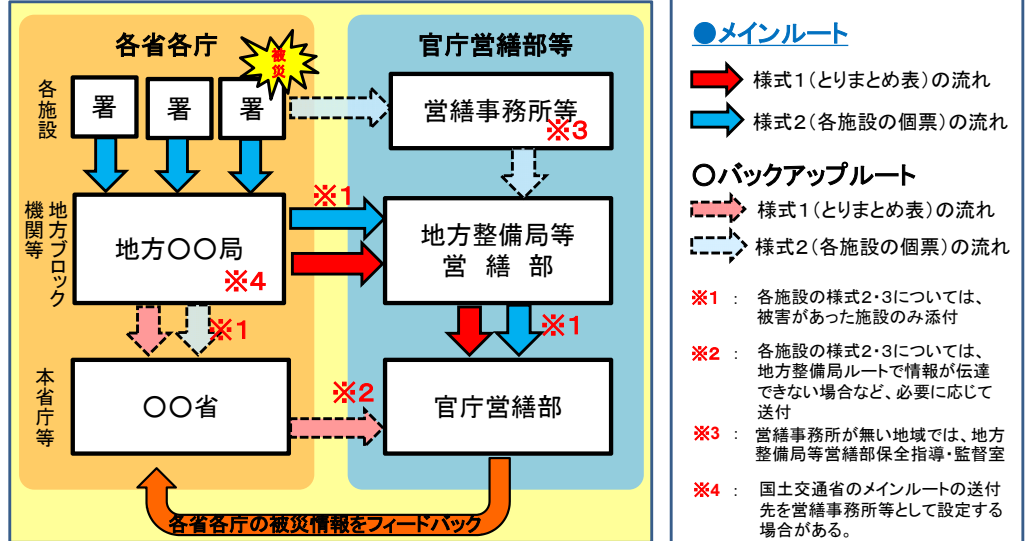 各省各庁
被災
官庁営繕部等
各施設
署
署
署
営繕事務所等
※3
地方ブロック
機関等
地方〇〇局
※4
※1
地方整備局等
営繕部
※1
※1
本省庁等
〇〇省
※2
官庁営繕部
各省各庁の被災情報をフィードバック
●メインルート
様式1(とりまとめ表)の流れ
様式2(各施設の個票)の流れ
〇バックアップルート
様式1(とりまとめ表)の流れ
様式2(各施設の個票)の流れ
※1 : 各施設の様式2・3については、
被害があった施設のみ添付
※2 : 各施設の様式2・3については、
地方整備局ルートで情報が伝達
できない場合など、必要に応じて
送付
※3 : 営繕事務所が無い地域では、地方
整備局等営繕部保全指導・監督室
※4 : 国土交通省のメインルートの送付
先を営繕事務所等として設定する
場合がある。